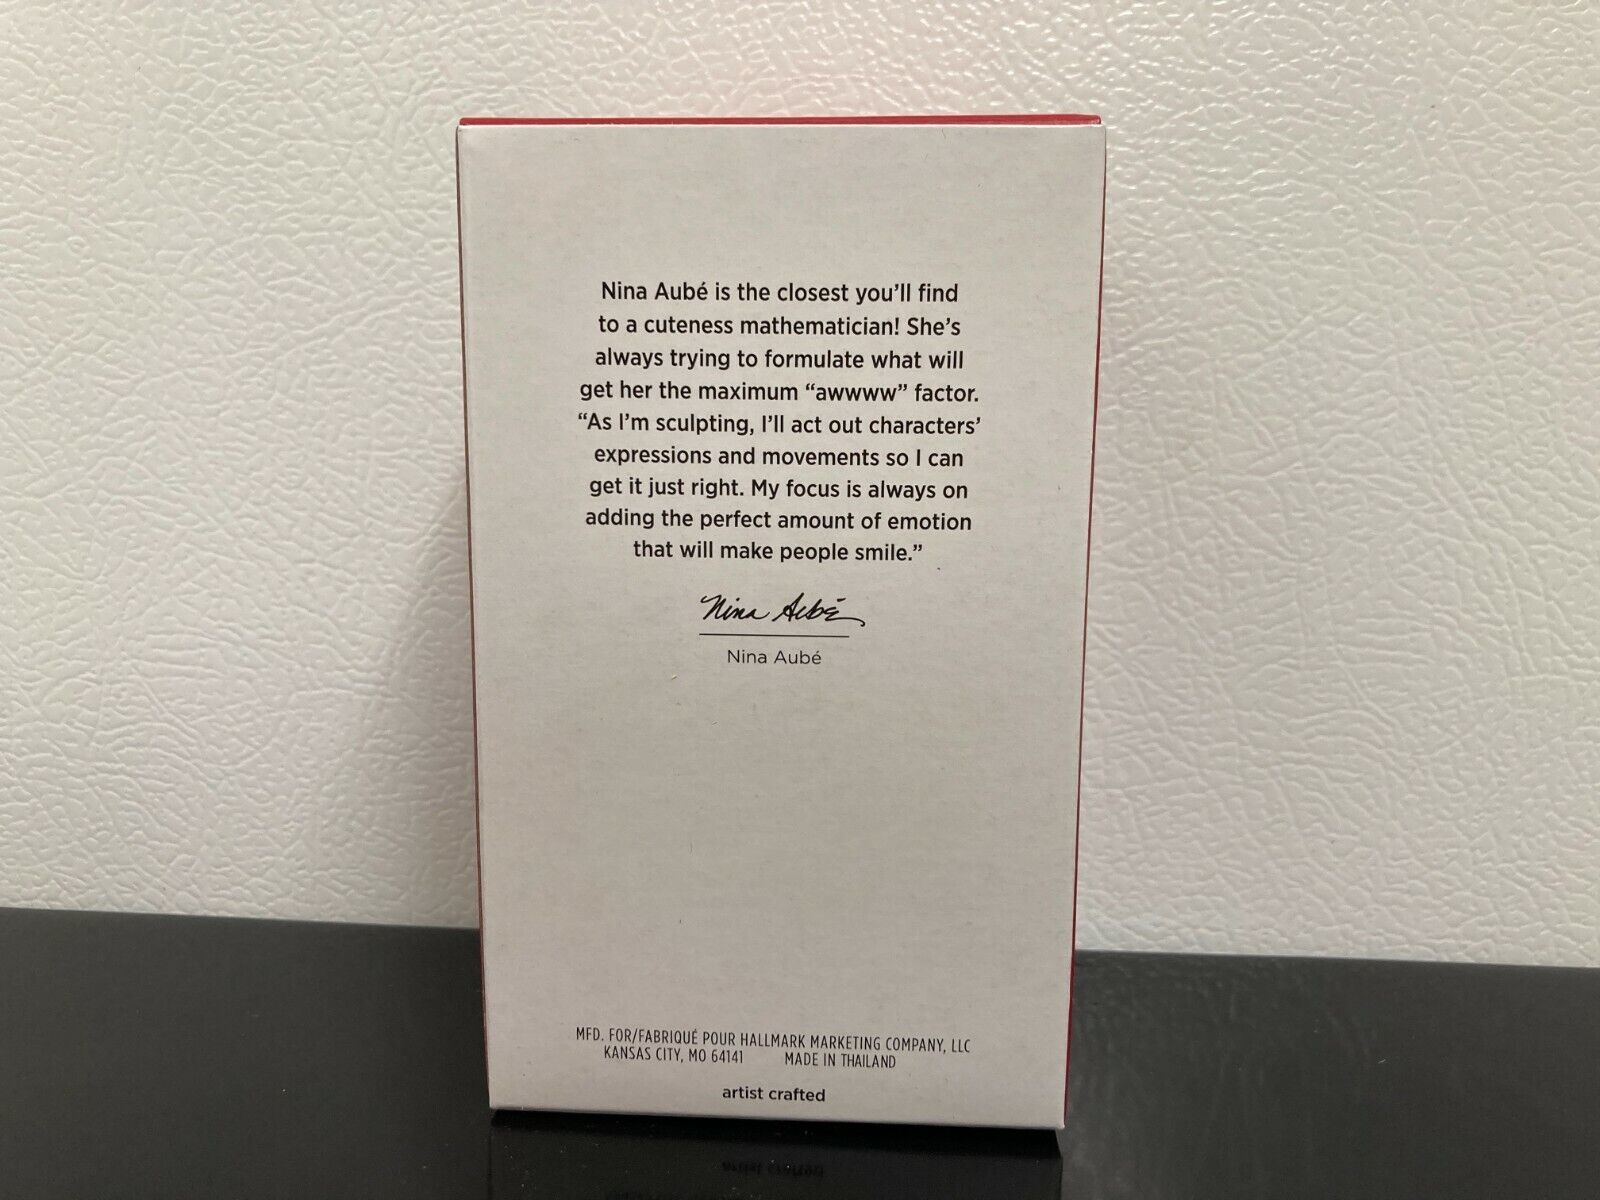 Nina Aubé is the closest you'll find
to a cuteness mathematician! She's
always trying to formulate what will
get her the maximum “awwww” factor.
“As I'm sculpting, I'll act out characters'
expressions and movements so I can
get it just right. My focus is always on
adding the perfect amount of emotion
that will make people smile.”
Nina Aubé
Nina Aubé
MFD. FOR/FABRIQUÉ POUR HALLMARK MARKETING COMPANY, LLC
KANSAS CITY, MO 64141 MADE IN THAILAND
artist crafted